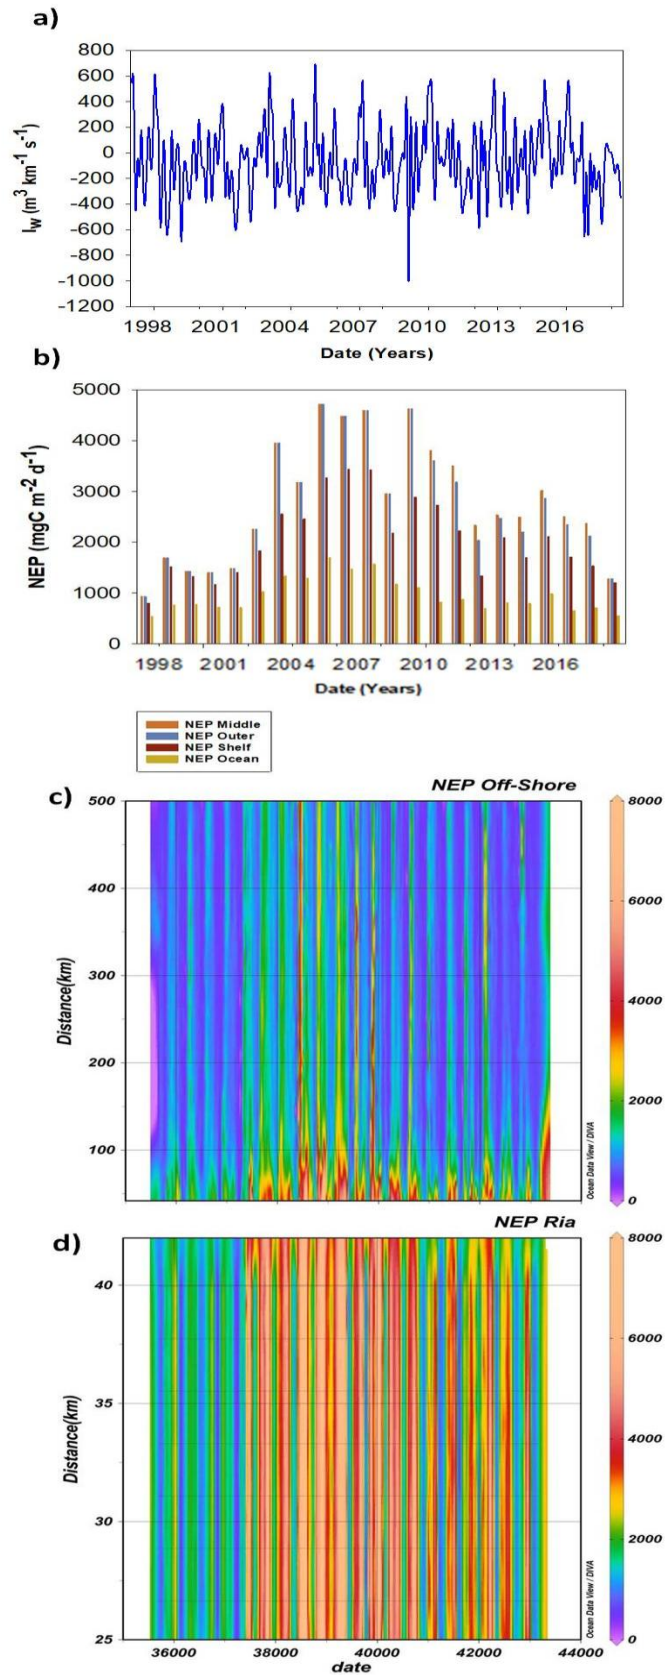 a)
800
600
400
200
0
-200
-400
-600
-800
-1000
-1200
I_W (m^3 km^-1 s^-1)
1998 2001 2004 2007 2010 2013 2016
Date (Years)
b)
5000
4000
3000
2000
1000
0
NEP (mgC m^-2 d^-1)
1998 2001 2004 2007 2010 2013 2016
Date (Years)
NEP Middle
NEP Outer
NEP Shelf
NEP Ocean
c)
NEP Off-Shore
500
400
300
200
100
Distance(km)
8000
6000
4000
2000
0
Ocean Data View / DIVA
d)
NEP Ria
40
35
30
25
Distance(km)
8000
6000
4000
2000
0
Ocean Data View / DIVA
36000 38000 40000 42000 44000
date